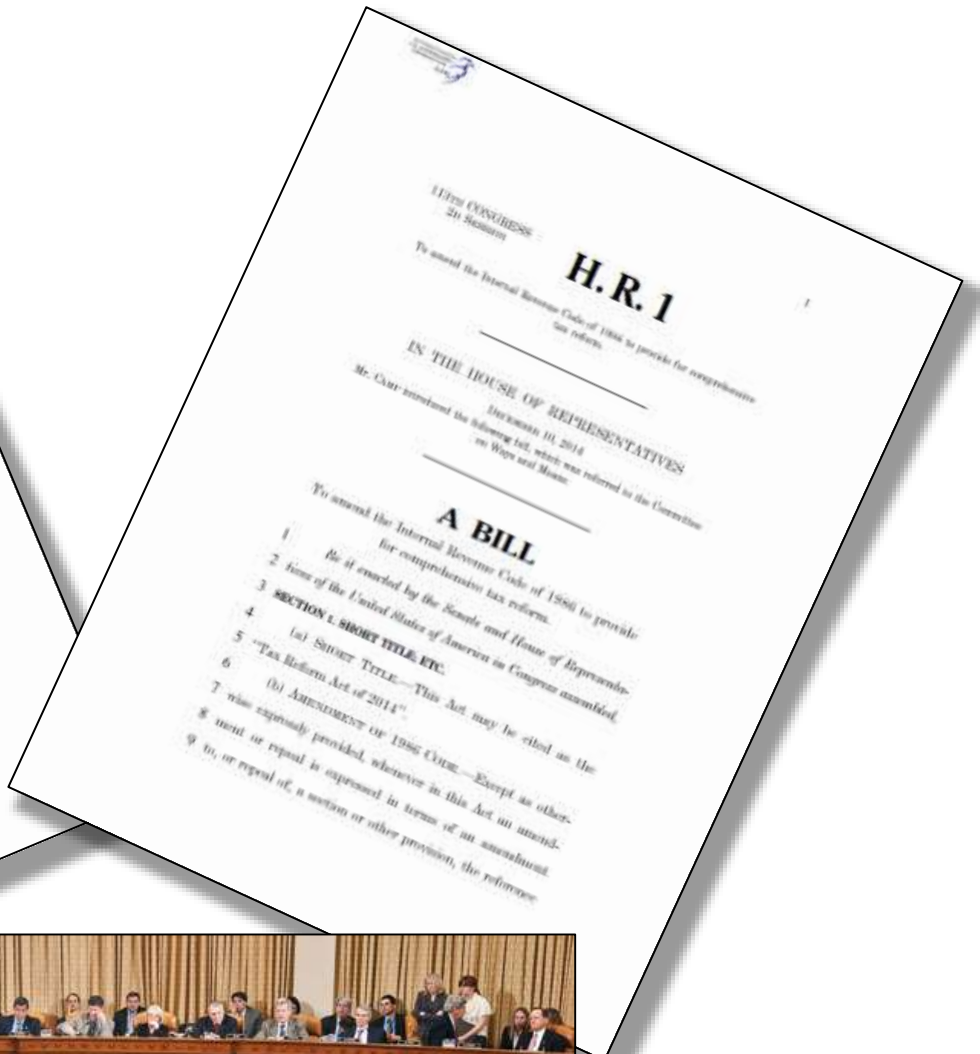 113TH CONGRESS
2D SESSION
H. R. 1
I
To amend the Internal Revenue Code of 1986 to provide for comprehensive
tax reform.
IN THE HOUSE OF REPRESENTATIVES
DECEMBER 10, 2014
Mr. CAMP introduced the following bill; which was referred to the Committee
on Ways and Means
A BILL
To amend the Internal Revenue Code of 1986 to provide
for comprehensive tax reform.
1 Be it enacted by the Senate and House of Representa-
2 tives of the United States of America in Congress assembled,
3 SECTION 1. SHORT TITLE, ETC.
4 (a) SHORT TITLE.—This Act may be cited as the
5 "Tax Reform Act of 2014".
6 (b) AMENDMENT OF 1986 CODE.—Except as other-
7 wise expressly provided, whenever in this Act an amend-
8 ment or repeal is expressed in terms of an amendment
9 to, or repeal of, a section or other provision, the reference